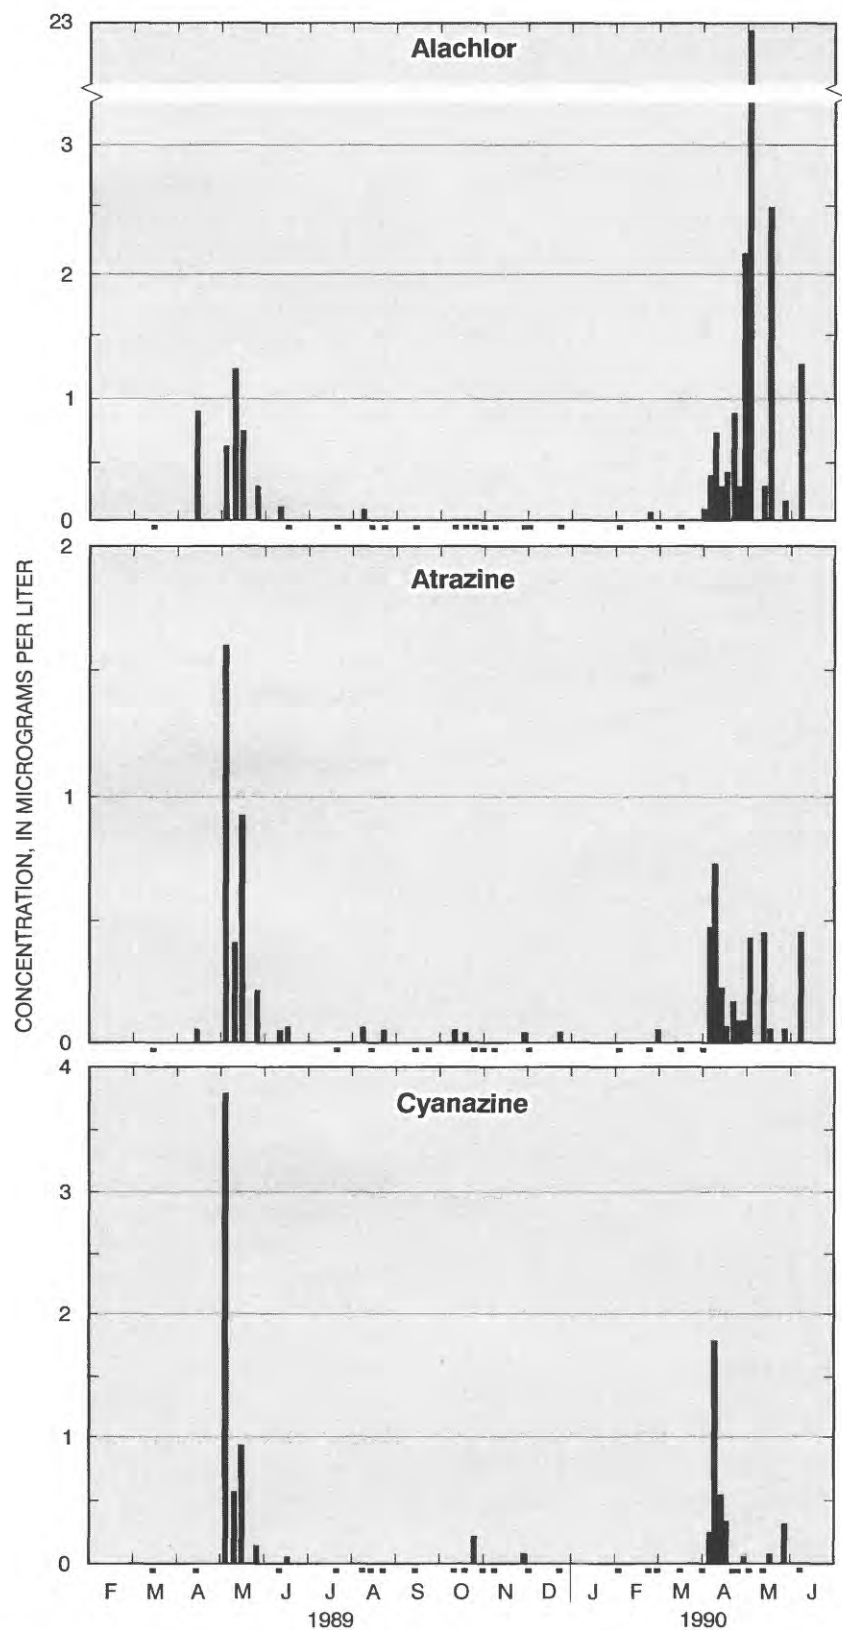 23
Alachlor
3
2
1
0
CONCENTRATION, IN MICROGRAMS PER LITER
2
Atrazine
1
0
4
Cyanazine
3
2
1
0
F M A M J J A S O N D J F M A M J
1989 1990